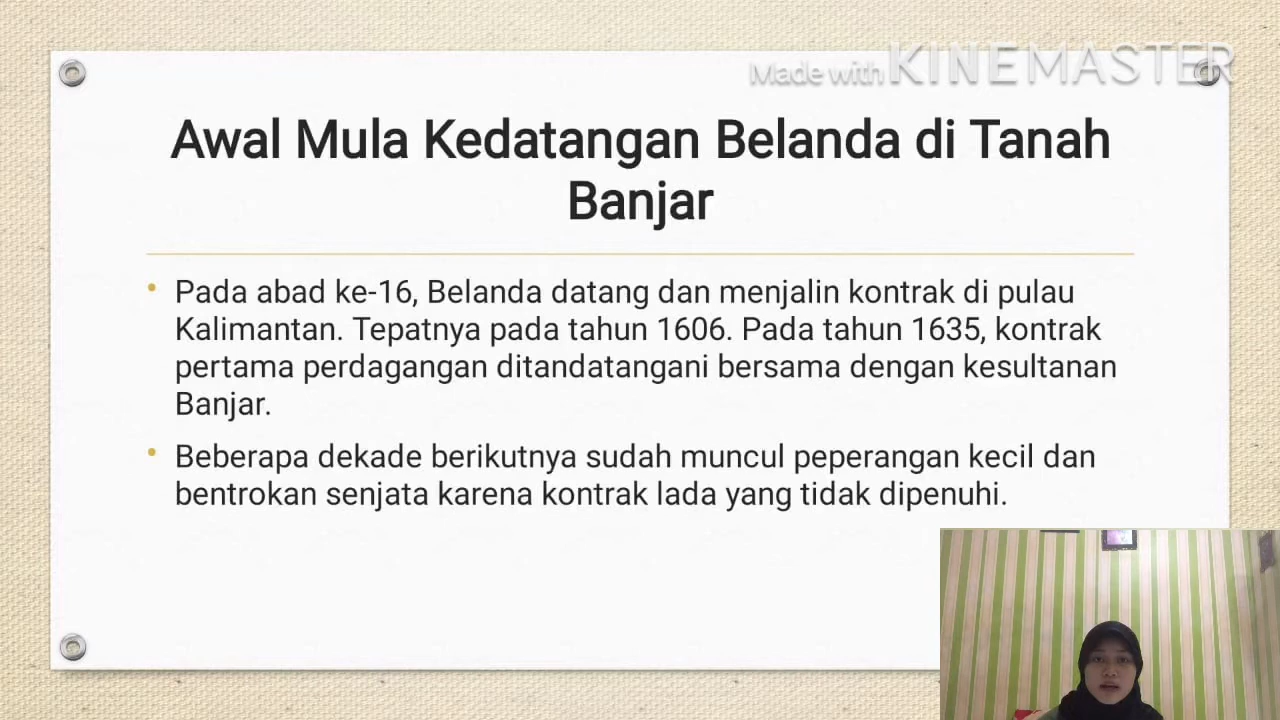 Made with KINEMASTER
Awal Mula Kedatangan Belanda di Tanah
Banjar
• Pada abad ke-16, Belanda datang dan menjalin kontrak di pulau
Kalimantan. Tepatnya pada tahun 1606. Pada tahun 1635, kontrak
pertama perdagangan ditandatangani bersama dengan kesultanan
Banjar.
• Beberapa dekade berikutnya sudah muncul peperangan kecil dan
bentrokan senjata karena kontrak lada yang tidak dipenuhi.